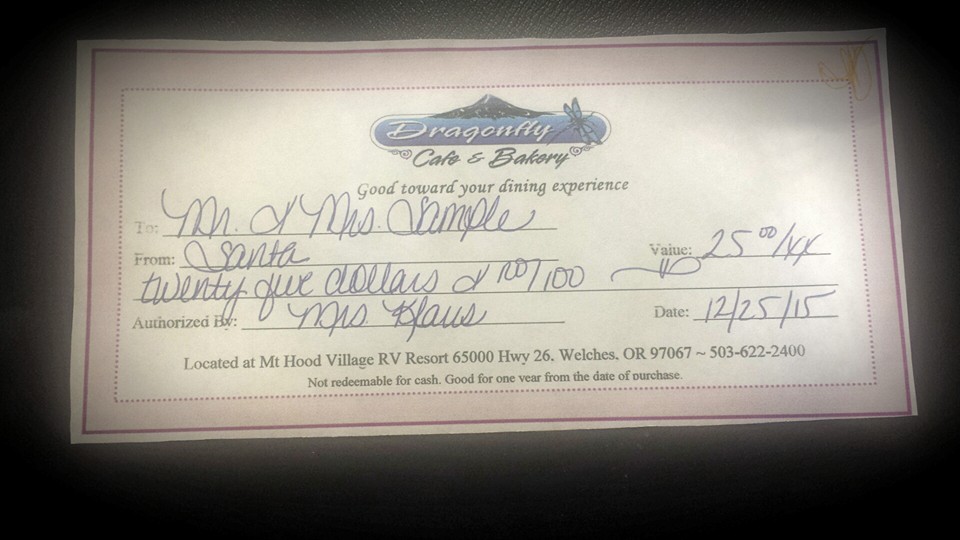 Dragonfly
Cafe & Bakery
Good toward your dining experience
To: Mr. & Mrs. Sample
From: Santa
Value: 25 00/xx
twenty five dollars & no/100
Authorized By: Mrs. Klaus
Date: 12/25/15
Located at Mt Hood Village RV Resort 65000 Hwy 26. Welches, OR 97067 ~ 503-622-2400
Not redeemable for cash. Good for one year from the date of purchase.